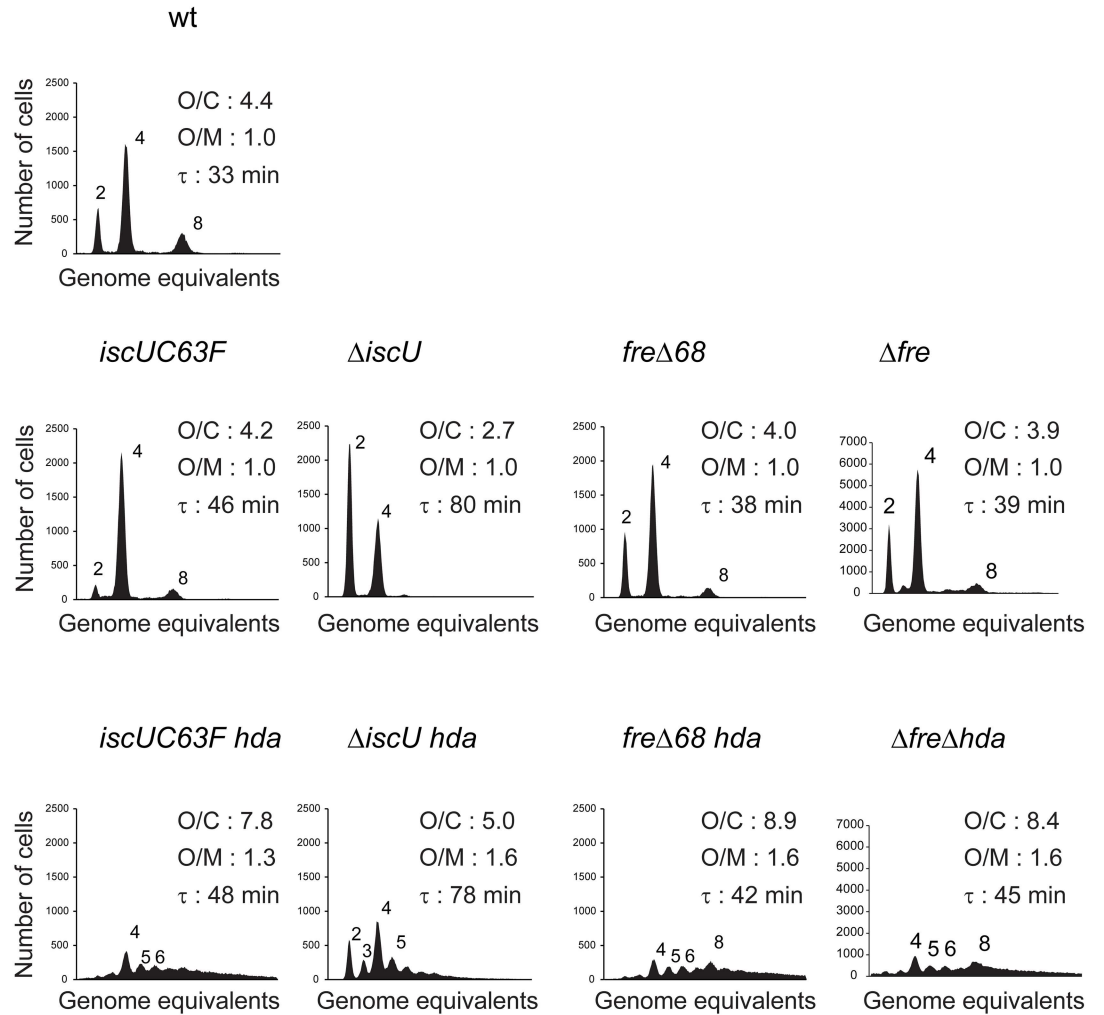 wt
Number of cells
2500
2000
1500
1000
500
0
2
4
8
O/C : 4.4
O/M : 1.0
τ : 33 min
Genome equivalents
iscUC63F
Number of cells
2500
2000
1500
1000
500
0
2
4
8
O/C : 4.2
O/M : 1.0
τ : 46 min
Genome equivalents
ΔiscU
2500
2000
1500
1000
500
0
2
4
O/C : 2.7
O/M : 1.0
τ : 80 min
Genome equivalents
freΔ68
2500
2000
1500
1000
500
0
2
4
8
O/C : 4.0
O/M : 1.0
τ : 38 min
Genome equivalents
Δfre
7000
6000
5000
4000
3000
2000
1000
0
2
4
8
O/C : 3.9
O/M : 1.0
τ : 39 min
Genome equivalents
iscUC63F hda
Number of cells
2500
2000
1500
1000
500
0
4
5 6
O/C : 7.8
O/M : 1.3
τ : 48 min
Genome equivalents
ΔiscU hda
2500
2000
1500
1000
500
0
2
3
4
5
O/C : 5.0
O/M : 1.6
τ : 78 min
Genome equivalents
freΔ68 hda
2500
2000
1500
1000
500
0
4 5 6 8
O/C : 8.9
O/M : 1.6
τ : 42 min
Genome equivalents
ΔfreΔhda
7000
6000
5000
4000
3000
2000
1000
0
4 5 6 8
O/C : 8.4
O/M : 1.6
τ : 45 min
Genome equivalents